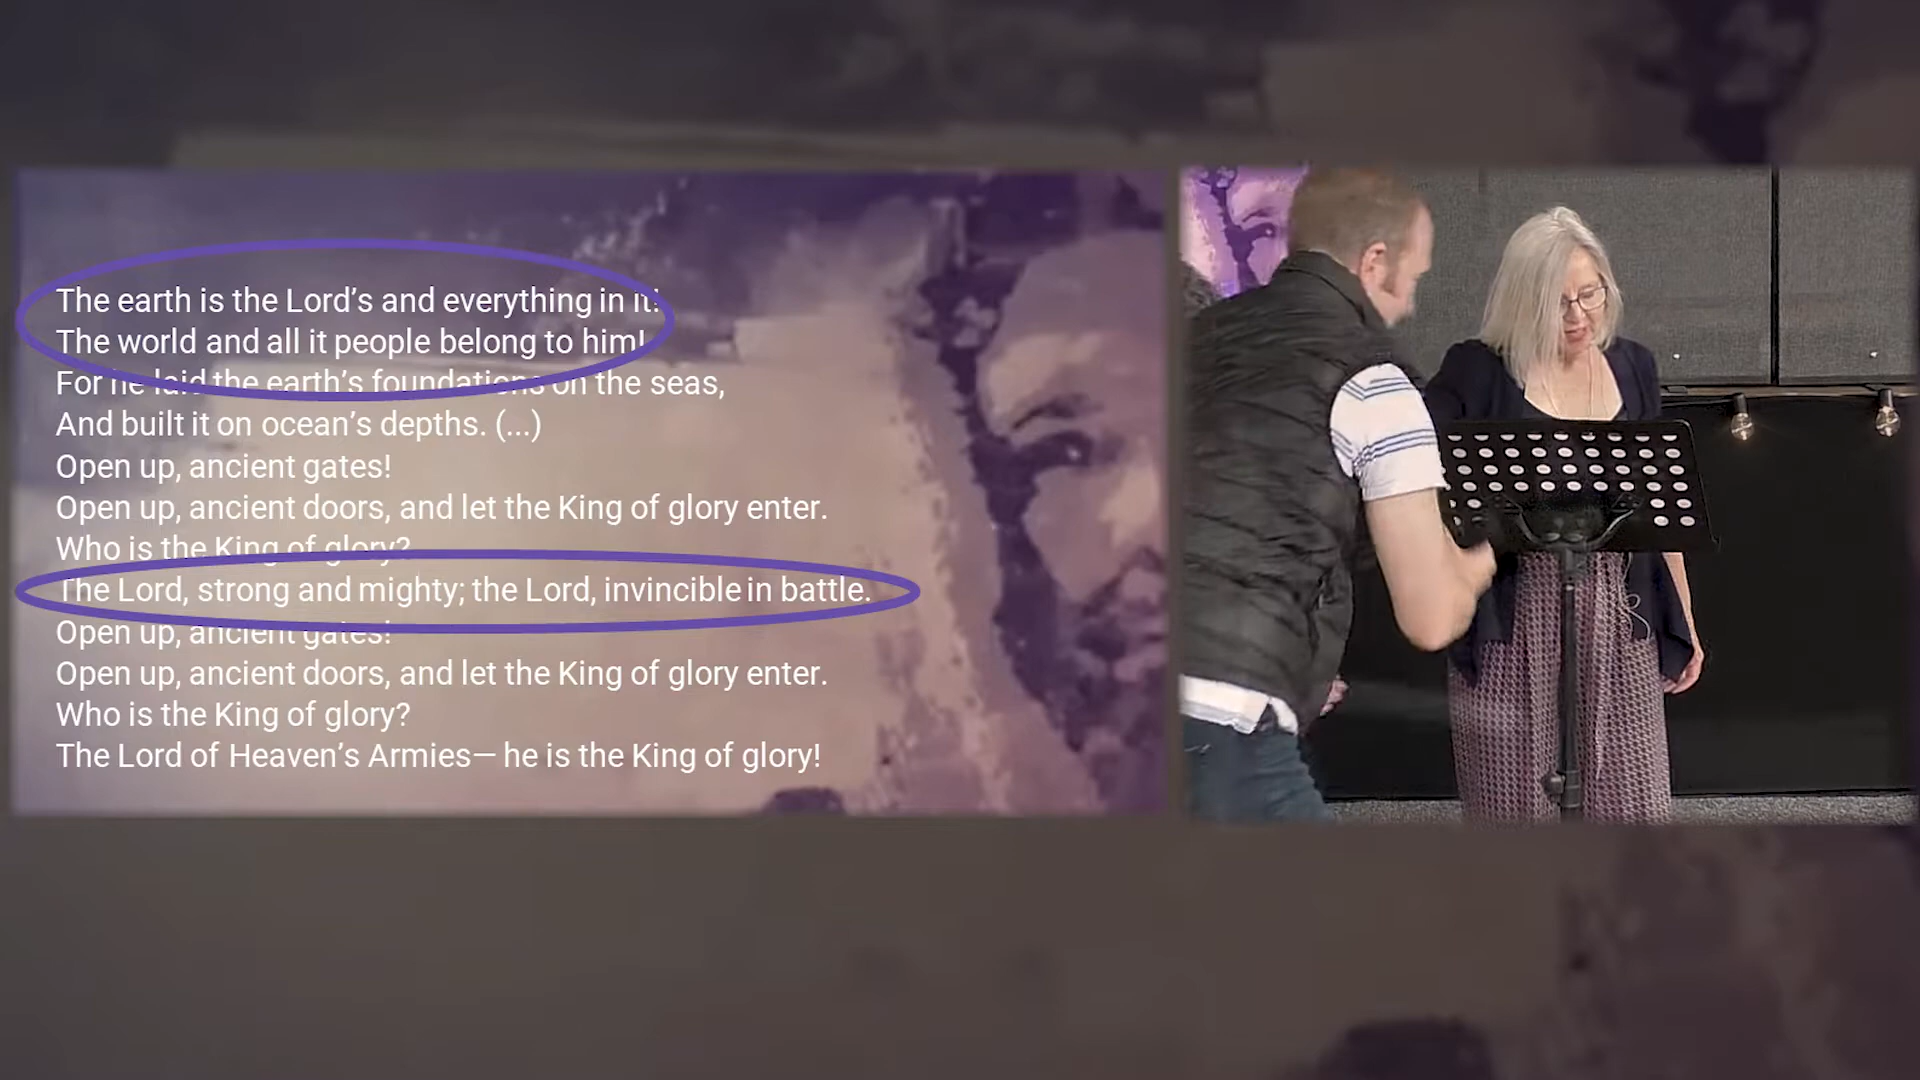 The earth is the Lord’s and everything in it!
The world and all it people belong to him!
For he laid the earth’s foundations on the seas,
And built it on ocean’s depths. (...)
Open up, ancient gates!
Open up, ancient doors, and let the King of glory enter.
Who is the King of glory?
The Lord, strong and mighty; the Lord, invincible in battle.
Open up, ancient gates!
Open up, ancient doors, and let the King of glory enter.
Who is the King of glory?
The Lord of Heaven’s Armies— he is the King of glory!